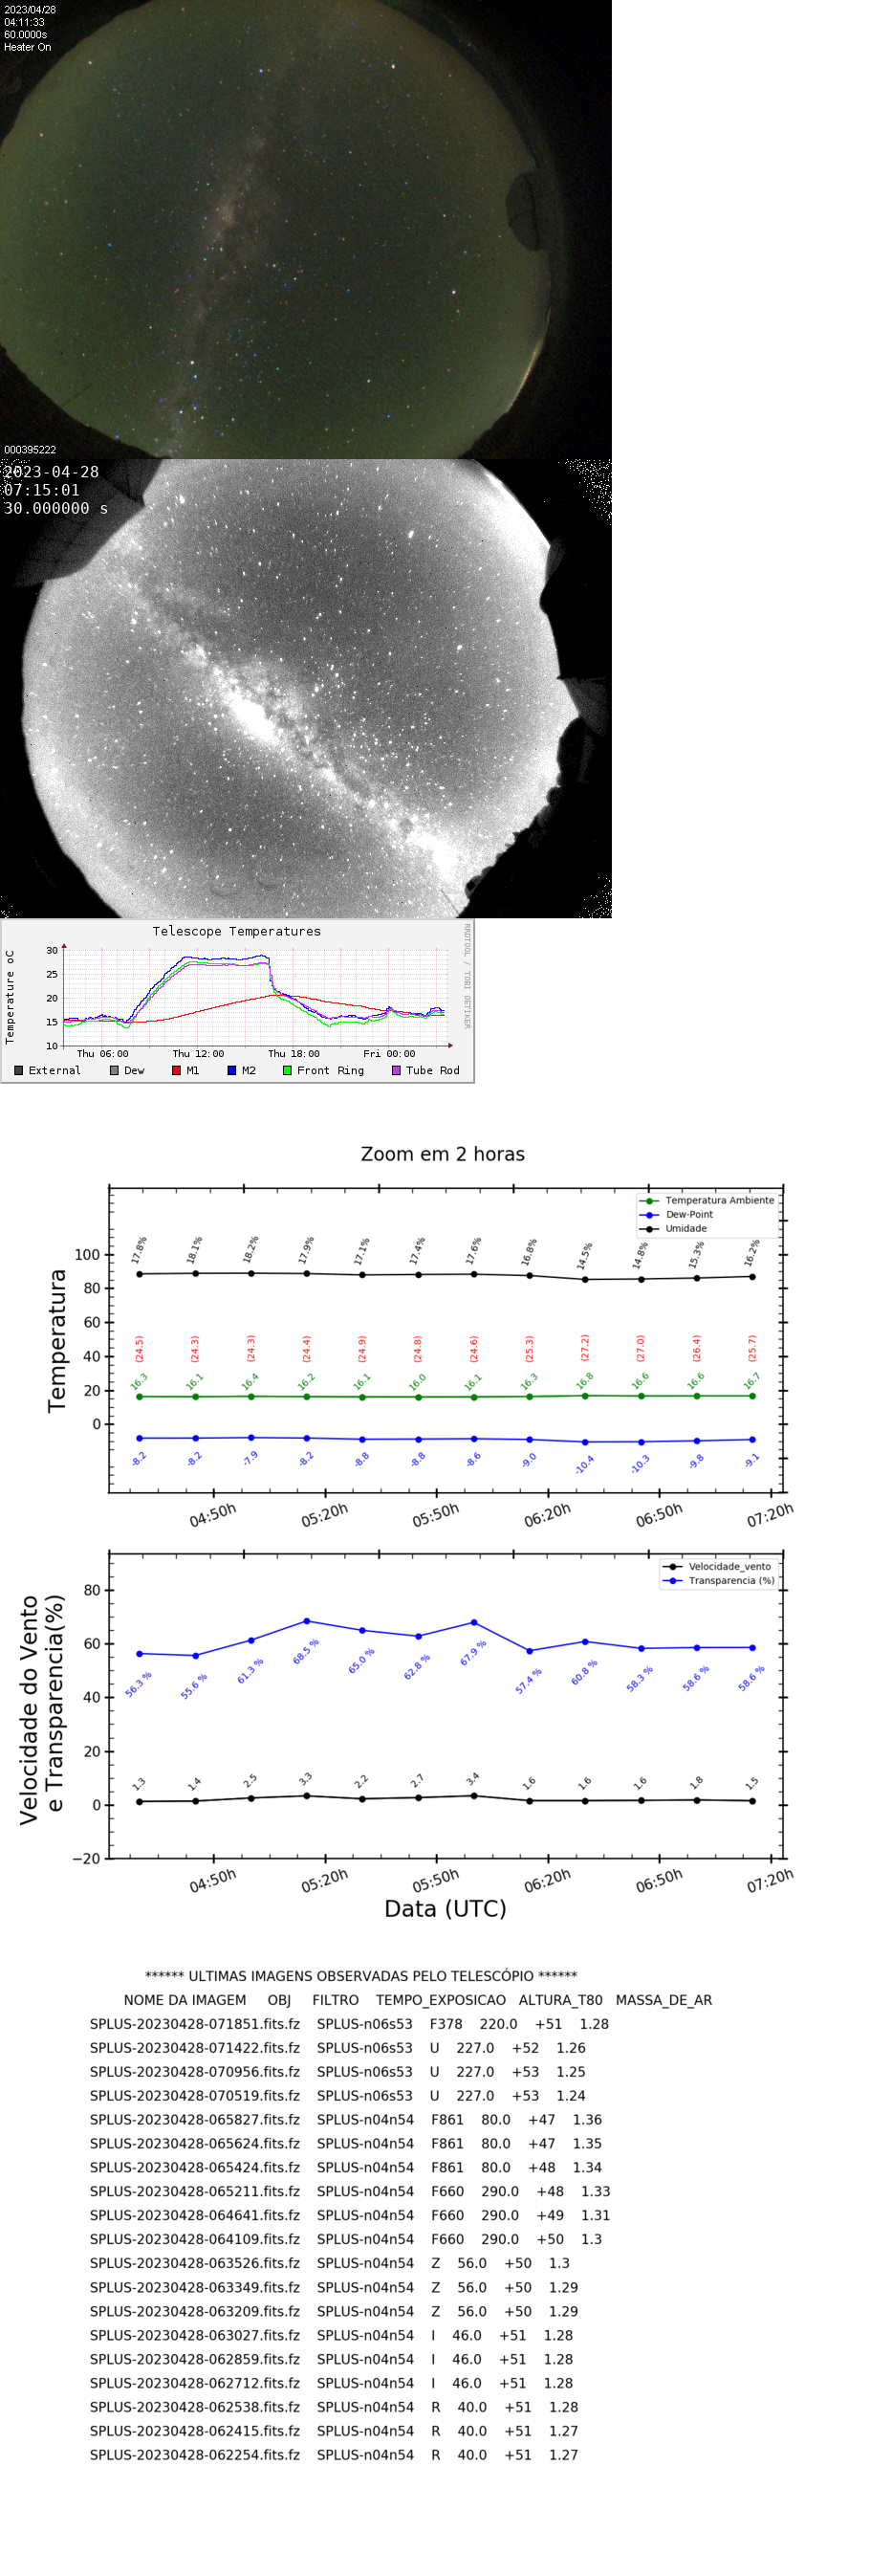 2023/04/28
04:11:33
60.0000s
Heater On
000395222
2023-04-28
07:15:01
30.000000 s
Telescope Temperatures
RRDTOOL / TOBI OETIKER
Temperature oC
30
25
20
15
10
Thu 06:00 Thu 12:00 Thu 18:00 Fri 00:00
External Dew M1 M2 Front Ring Tube Rod
Zoom em 2 horas
Temperatura Ambiente
Dew-Point
Umidade
Temperatura
100
80
60
40
20
0
17.8% 18.1% 18.2% 17.9% 17.1% 17.4% 17.6% 16.8% 14.5% 14.8% 15.3% 16.2%
(24.5) (24.3) (24.3) (24.4) (24.9) (24.8) (24.6) (25.3) (27.2) (27.0) (26.4) (25.7)
16.3 16.1 16.4 16.2 16.1 16.0 16.1 16.3 16.8 16.6 16.6 16.7
-8.2 -8.2 -7.9 -8.2 -8.8 -8.8 -8.6 -9.0 -10.4 -10.3 -9.8 -9.1
04:50h 05:20h 05:50h 06:20h 06:50h 07:20h
Velocidade_vento
Transparencia (%)
Velocidade do Vento
e Transparencia(%)
80
60
40
20
0
−20
56.3 % 55.6 % 61.3 % 68.5 % 65.0 % 62.8 % 67.9 % 57.4 % 60.8 % 58.3 % 58.6 % 58.6 %
1.3 1.4 2.5 3.3 2.2 2.7 3.4 1.6 1.6 1.6 1.8 1.5
04:50h 05:20h 05:50h 06:20h 06:50h 07:20h
Data (UTC)
****** ULTIMAS IMAGENS OBSERVADAS PELO TELESCÓPIO ******
NOME DA IMAGEM OBJ FILTRO TEMPO_EXPOSICAO ALTURA_T80 MASSA_DE_AR
SPLUS-20230428-071851.fits.fz SPLUS-n06s53 F378 220.0 +51 1.28
SPLUS-20230428-071422.fits.fz SPLUS-n06s53 U 227.0 +52 1.26
SPLUS-20230428-070956.fits.fz SPLUS-n06s53 U 227.0 +53 1.25
SPLUS-20230428-070519.fits.fz SPLUS-n06s53 U 227.0 +53 1.24
SPLUS-20230428-065827.fits.fz SPLUS-n04n54 F861 80.0 +47 1.36
SPLUS-20230428-065624.fits.fz SPLUS-n04n54 F861 80.0 +47 1.35
SPLUS-20230428-065424.fits.fz SPLUS-n04n54 F861 80.0 +48 1.34
SPLUS-20230428-065211.fits.fz SPLUS-n04n54 F660 290.0 +48 1.33
SPLUS-20230428-064641.fits.fz SPLUS-n04n54 F660 290.0 +49 1.31
SPLUS-20230428-064109.fits.fz SPLUS-n04n54 F660 290.0 +50 1.3
SPLUS-20230428-063526.fits.fz SPLUS-n04n54 Z 56.0 +50 1.3
SPLUS-20230428-063349.fits.fz SPLUS-n04n54 Z 56.0 +50 1.29
SPLUS-20230428-063209.fits.fz SPLUS-n04n54 Z 56.0 +50 1.29
SPLUS-20230428-063027.fits.fz SPLUS-n04n54 I 46.0 +51 1.28
SPLUS-20230428-062859.fits.fz SPLUS-n04n54 I 46.0 +51 1.28
SPLUS-20230428-062712.fits.fz SPLUS-n04n54 I 46.0 +51 1.28
SPLUS-20230428-062538.fits.fz SPLUS-n04n54 R 40.0 +51 1.28
SPLUS-20230428-062415.fits.fz SPLUS-n04n54 R 40.0 +51 1.27
SPLUS-20230428-062254.fits.fz SPLUS-n04n54 R 40.0 +51 1.27